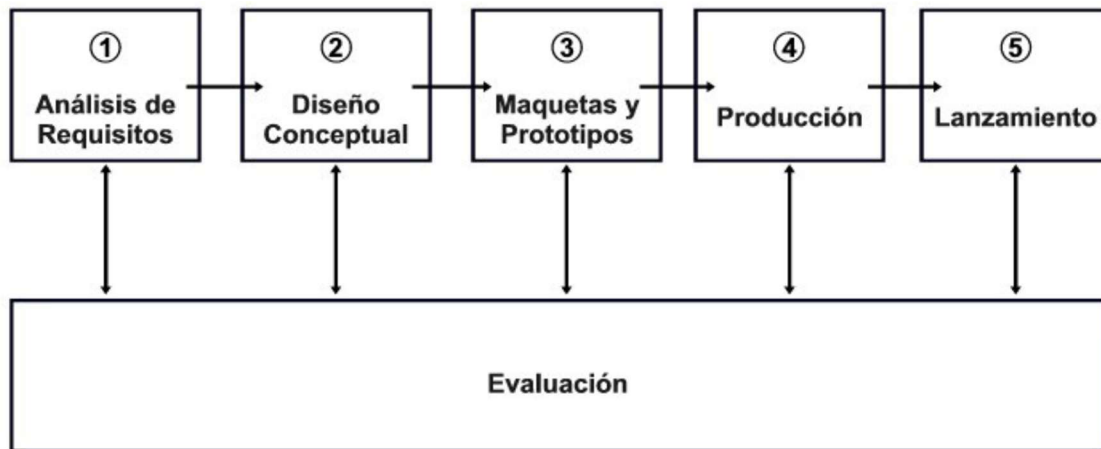 ①
Análisis de
Requisitos
②
Diseño
Conceptual
③
Maquetas y
Prototipos
④
Producción
⑤
Lanzamiento
Evaluación